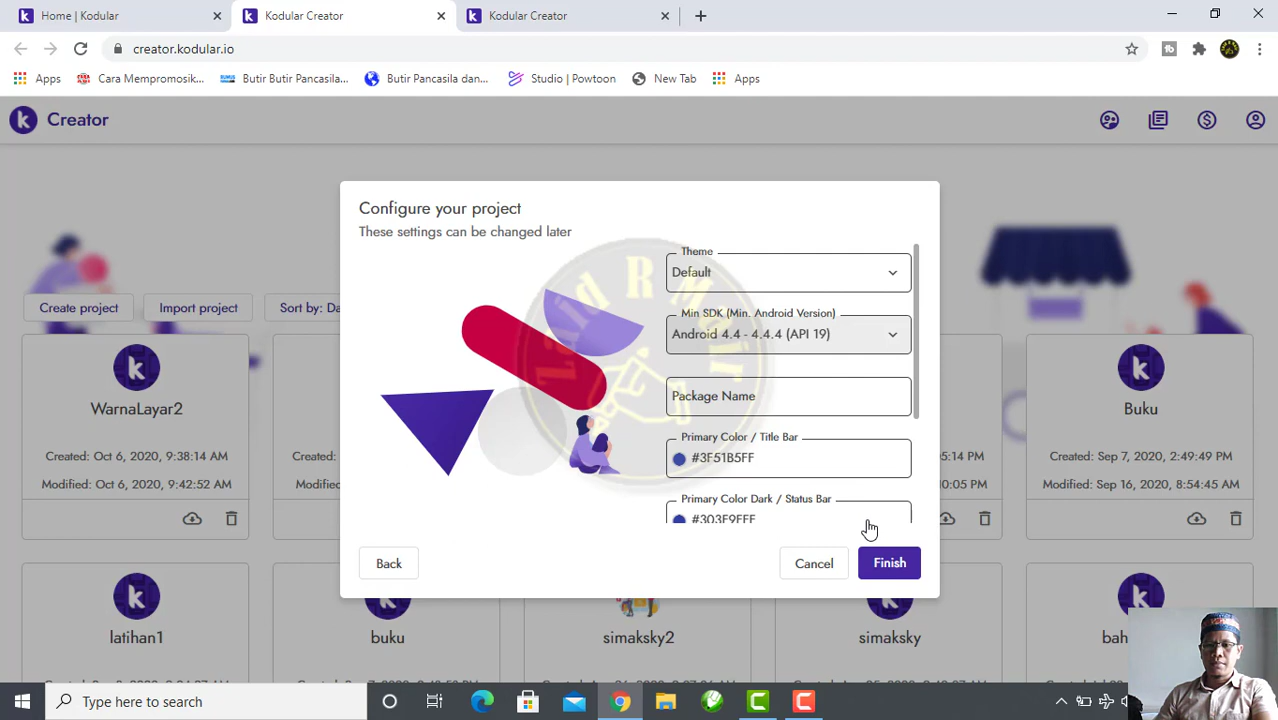 Home | Kodular
Kodular Creator
Kodular Creator
creator.kodular.io
Apps
Cara Mempromosik...
Butir Butir Pancasila...
Butir Pancasila dan...
Studio | Powtoon
New Tab
Apps
Creator
Create project
Import project
Sort by: Da
Configure your project
These settings can be changed later
Theme
Default
Min SDK (Min. Android Version)
Android 4.4 - 4.4.4 (API 19)
Package Name
Primary Color / Title Bar
#3F51B5FF
Primary Color Dark / Status Bar
#303F9FFF
Back
Cancel
Finish
WarnaLayar2
Created: Oct 6, 2020, 9:38:14 AM
Modified: Oct 6, 2020, 9:42:52 AM
Created:
Modified:
05:14 PM
10:05 PM
Buku
Created: Sep 7, 2020, 2:49:49 PM
Modified: Sep 16, 2020, 8:54:45 AM
latihan1
buku
simaksky2
simaksky
bah
Zaid R Mair
Type here to search